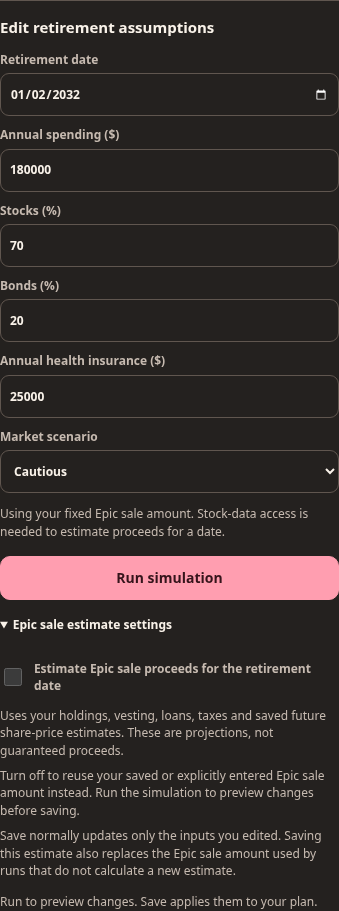 Edit retirement assumptions
Retirement date
01/02/2032
Annual spending ($)
180000
Stocks (%)
70
Bonds (%)
20
Annual health insurance ($)
25000
Market scenario
Cautious
Using your fixed Epic sale amount. Stock-data access is
needed to estimate proceeds for a date.
Run simulation
▼ Epic sale estimate settings
Estimate Epic sale proceeds for the retirement
date
Uses your holdings, vesting, loans, taxes and saved future
share-price estimates. These are projections, not
guaranteed proceeds.
Turn off to reuse your saved or explicitly entered Epic sale
amount instead. Run the simulation to preview changes
before saving.
Save normally updates only the inputs you edited. Saving
this estimate also replaces the Epic sale amount used by
runs that do not calculate a new estimate.
Run to preview changes. Save applies them to your plan.